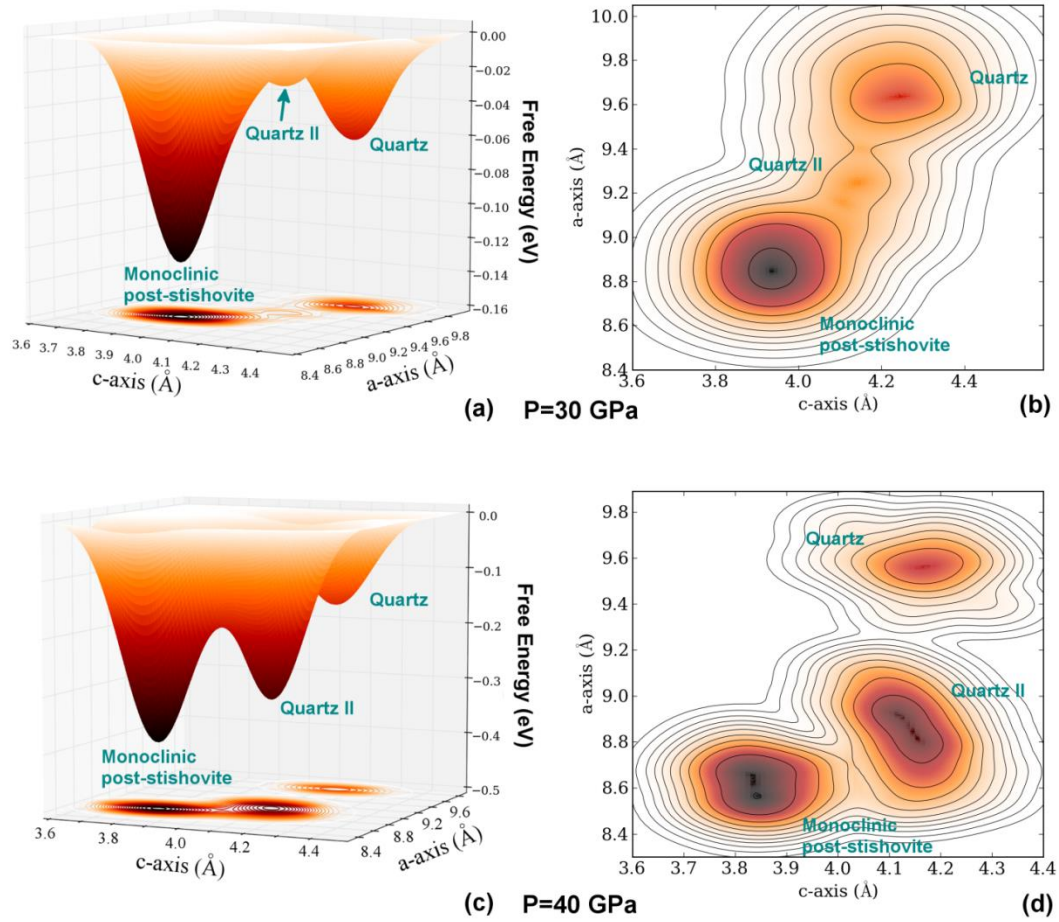 0.00
−0.02
−0.04
−0.06
−0.08
−0.10
−0.12
−0.14
−0.16
Free Energy (eV)
Quartz II
Quartz
Monoclinic
post-stishovite
3.6 3.7 3.8 3.9 4.0 4.1 4.2 4.3 4.4
c-axis (Å)
8.4 8.6 8.8 9.0 9.2 9.4 9.6 9.8
a-axis (Å)
(a) P=30 GPa
10.0
9.8
9.6
9.4
9.2
9.0
8.8
8.6
8.4
a-axis (Å)
Quartz
Quartz II
Monoclinic
post-stishovite
3.6 3.8 4.0 4.2 4.4
c-axis (Å)
(b)
0.0
−0.1
−0.2
−0.3
−0.4
−0.5
Free Energy (eV)
Quartz
Quartz II
Monoclinic
post-stishovite
3.6 3.8 4.0 4.2 4.4
c-axis (Å)
8.4 8.8 9.2 9.6
a-axis (Å)
(c) P=40 GPa
9.8
9.6
9.4
9.2
9.0
8.8
8.6
8.4
a-axis (Å)
Quartz
Quartz II
Monoclinic
post-stishovite
3.6 3.7 3.8 3.9 4.0 4.1 4.2 4.3 4.4
c-axis (Å)
(d)